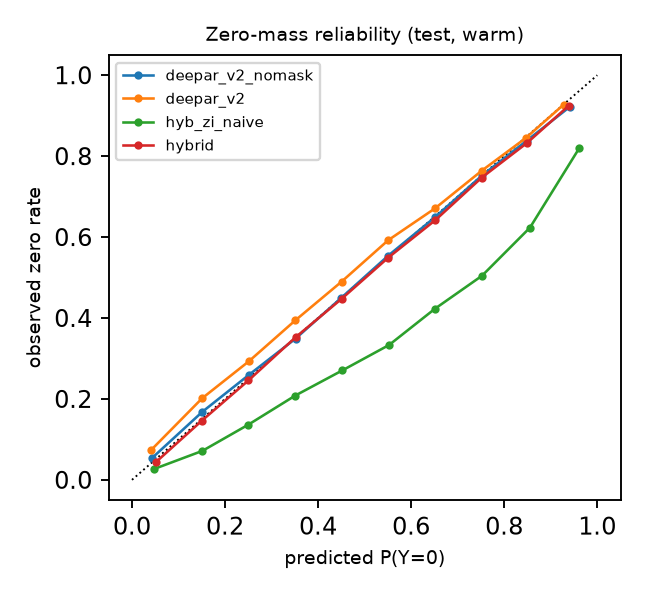 Zero-mass reliability (test, warm)
deepar_v2_nomask
deepar_v2
hyb_zi_naive
hybrid
observed zero rate
1.0
0.8
0.6
0.4
0.2
0.0
0.0 0.2 0.4 0.6 0.8 1.0
predicted P(Y=0)